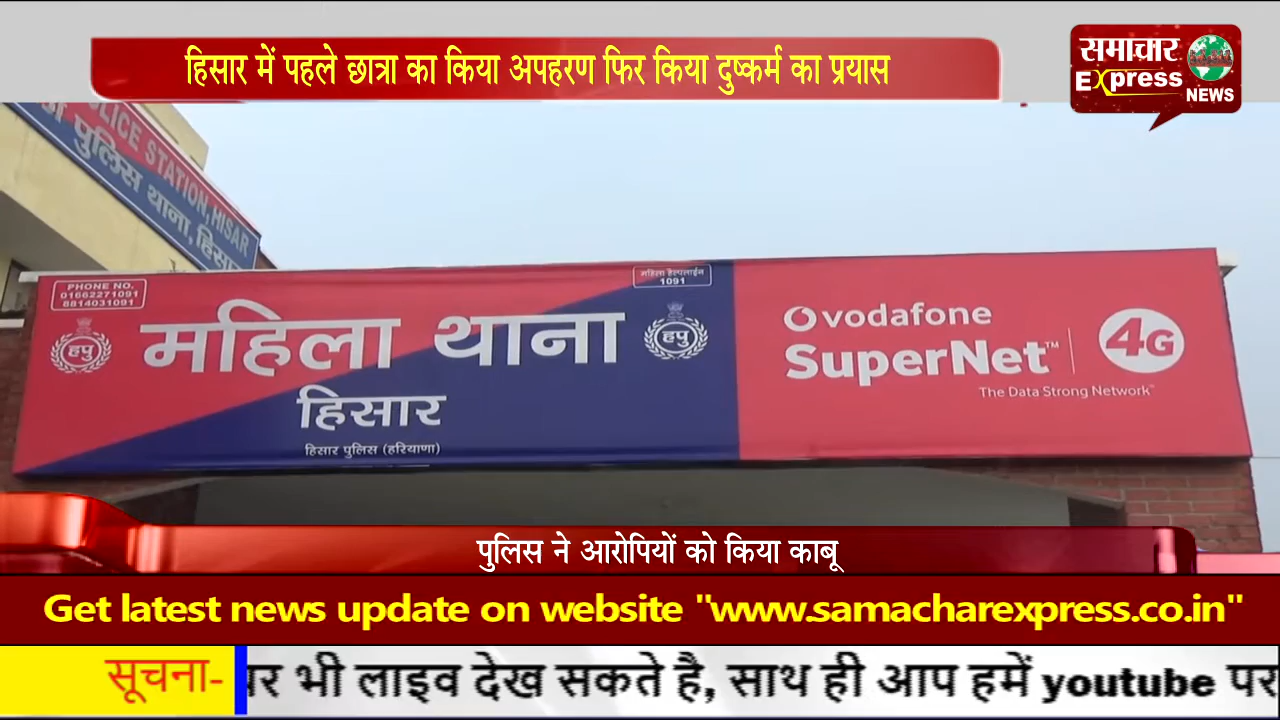 हिसार में पहले छात्रा का किया अपहरण फिर किया दुष्कर्म का प्रयास
समाचार
Express
NEWS
POLICE STATION, HISAR
पुलिस थाना, हिसार
PHONE NO.
01662271091
8814031091
महिला हेल्पलाईन
1091
हपु
महिला थाना
हपु
हिसार
हिसार पुलिस (हरियाणा)
vodafone
SuperNet™
4G
The Data Strong Network™
पुलिस ने आरोपियों को किया काबू
Get latest news update on website "www.samacharexpress.co.in"
सूचना- पर भी लाइव देख सकते है, साथ ही आप हमें youtube पर